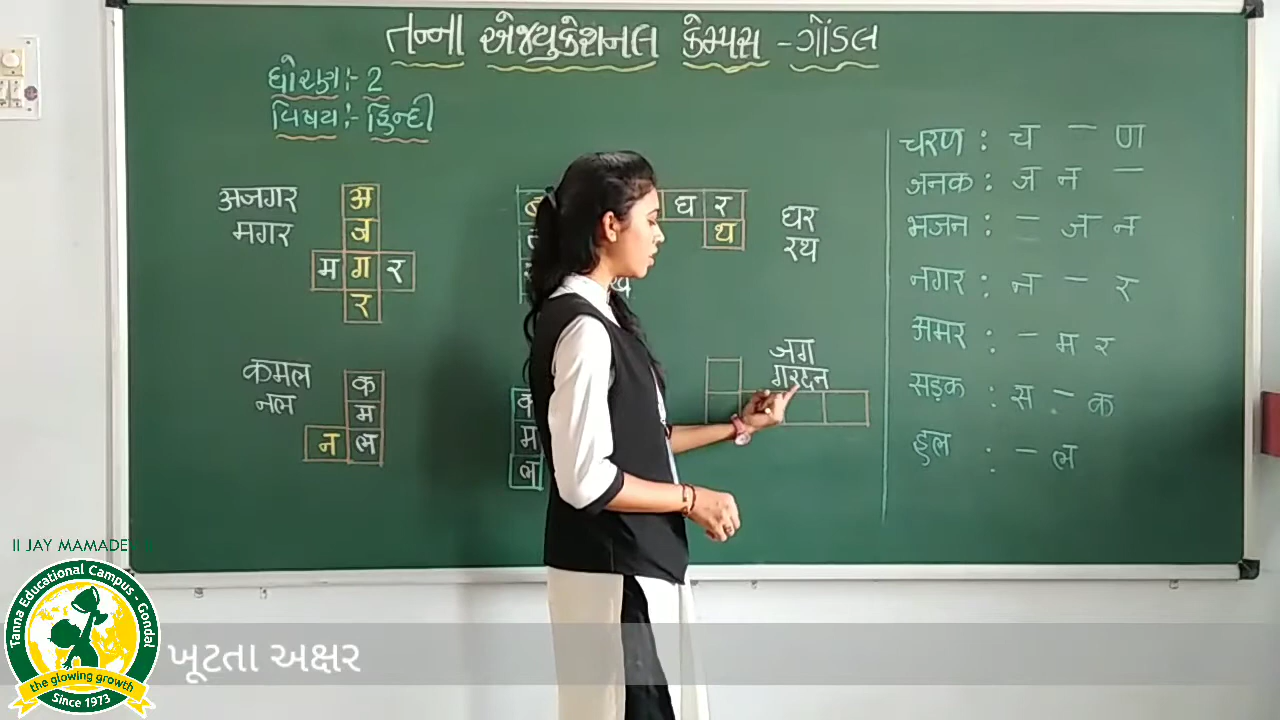 તન્ના એજ્યુકેશનલ કેમ્પસ - ગોંડલ
ધોરણ :- 2
વિષય :- હિન્દી
अजगर
मगर
अ
ज
म ग र
र
घ र
थ
घर
रथ
कमल
नल
क
म
न ल
क
म
ल
जग
गरदन
चरण : च – ण
जनक : ज न –
भजन : – ज न
नगर : न – र
अमर : – म र
सड़क : स – क
हल : – ल
II JAY MAMADEV II
Tanna Educational Campus - Gondal
the glowing growth
Since 1973
ખૂટતા અક્ષર